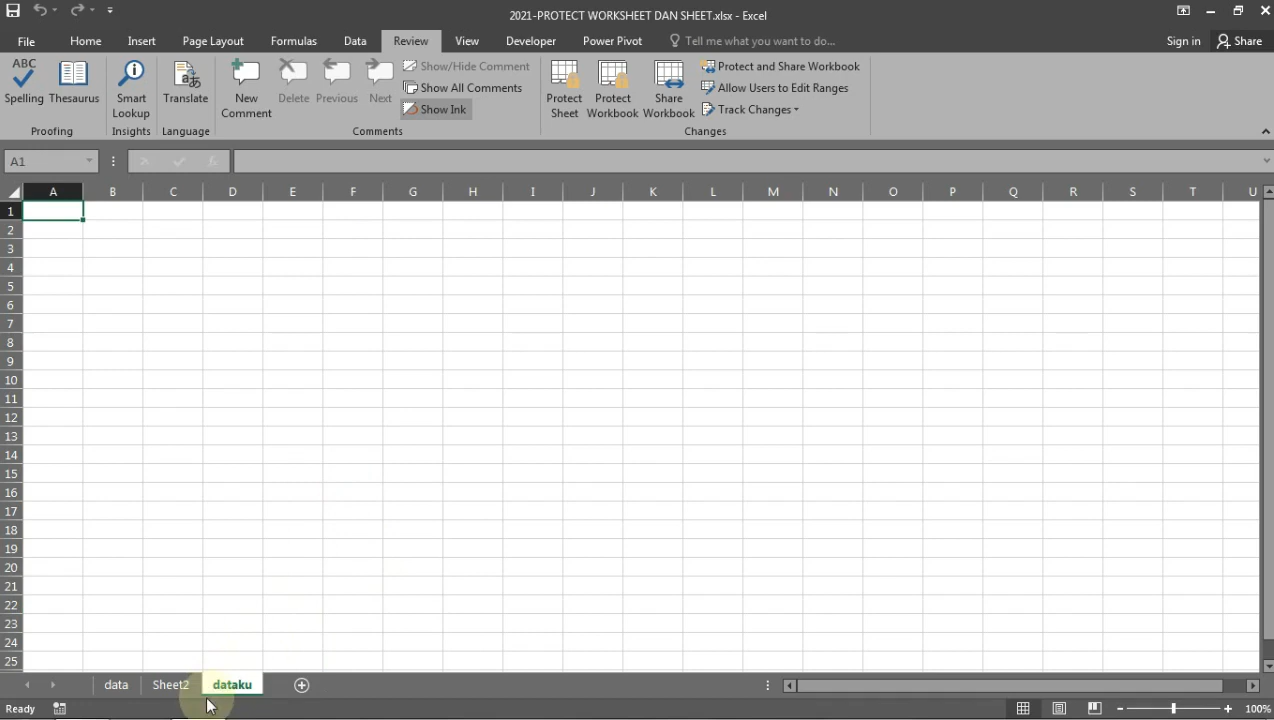 2021-PROTECT WORKSHEET DAN SHEET.xlsx - Excel
File Home Insert Page Layout Formulas Data Review View Developer Power Pivot Tell me what you want to do... Sign in Share
ABC
Spelling
Thesaurus
Proofing
Smart
Lookup
Insights
Translate
Language
New
Comment
Delete
Previous
Next
Show/Hide Comment
Show All Comments
Show Ink
Comments
Protect
Sheet
Protect
Workbook
Share
Workbook
Protect and Share Workbook
Allow Users to Edit Ranges
Track Changes
Changes
A1
fx
A B C D E F G H I J K L M N O P Q R S T U
1
2
3
4
5
6
7
8
9
10
11
12
13
14
15
16
17
18
19
20
21
22
23
24
25
data Sheet2 dataku
Ready 100%